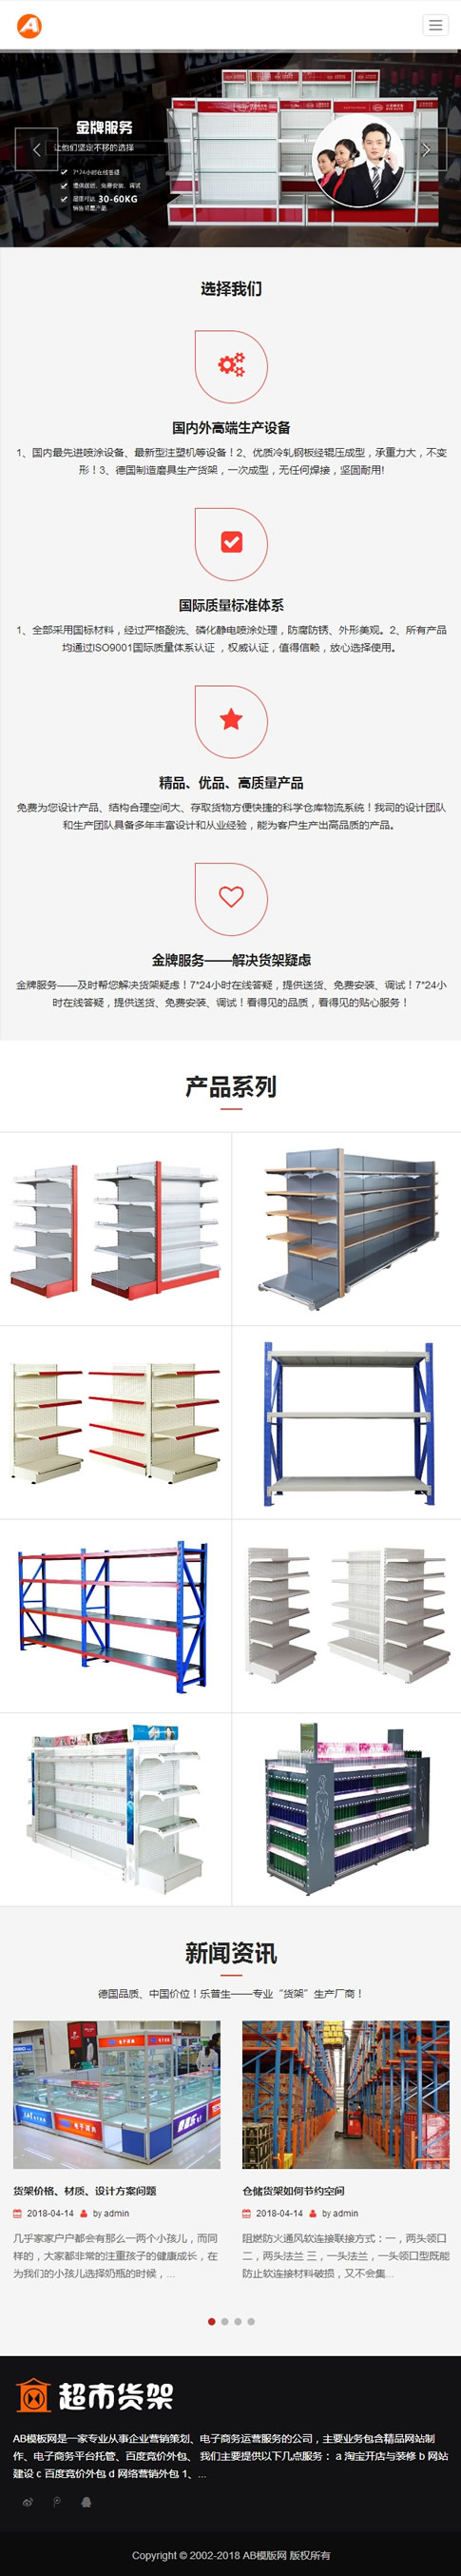 金牌服务
让他们坚定不移的选择
7*24小时在线答疑
提供送货、免费安装、调试
层面可达 30-60KG
销售可靠产品
选择我们
国内外高端生产设备
1、国内最先进喷涂设备、最新型注塑机等设备！2、优质冷轧钢板经辊压成型，承重力大，不变
形！3、德国制造磨具生产货架，一次成型，无任何焊接，坚固耐用!
国际质量标准体系
1、全部采用国标材料，经过严格酸洗、磷化静电喷涂处理，防腐防锈、外形美观。2、所有产品
均通过ISO9001国际质量体系认证 ，权威认证，值得信赖，放心选择使用。
精品、优品、高质量产品
免费为您设计产品、结构合理空间大、存取货物方便快捷的科学仓库物流系统！我司的设计团队
和生产团队具备多年丰富设计和从业经验，能为客户生产出高品质的产品。
金牌服务——解决货架疑虑
金牌服务——及时帮您解决货架疑虑！7*24小时在线答疑，提供送货、免费安装、调试！7*24小
时在线答疑，提供送货、免费安装、调试！看得见的品质，看得见的贴心服务！
产品系列
新闻资讯
德国品质、中国价位！乐普生——专业“货架”生产厂商！
货架价格、材质、设计方案问题
2018-04-14 by admin
几乎家家户户都会有那么一两个小孩儿，而同
样的，大家都非常的注重孩子的健康成长，在
为我们的小孩儿选择奶瓶的时候，...
仓储货架如何节约空间
2018-04-14 by admin
阻燃防火通风软连接联接方式：一，两头领口
二，两头法兰 三，一头法兰，一头领口型既能
防止软连接材料破损，又不会集...
超市货架
AB模板网是一家专业从事企业营销策划、电子商务运营服务的公司，主要业务包含精品网站制
作、电子商务平台托管、百度竞价外包、 我们主要提供以下几点服务： a 淘宝开店与装修 b 网站
建设 c 百度竞价外包 d 网络营销外包 1、...
Copyright © 2002-2018 AB模版网 版权所有